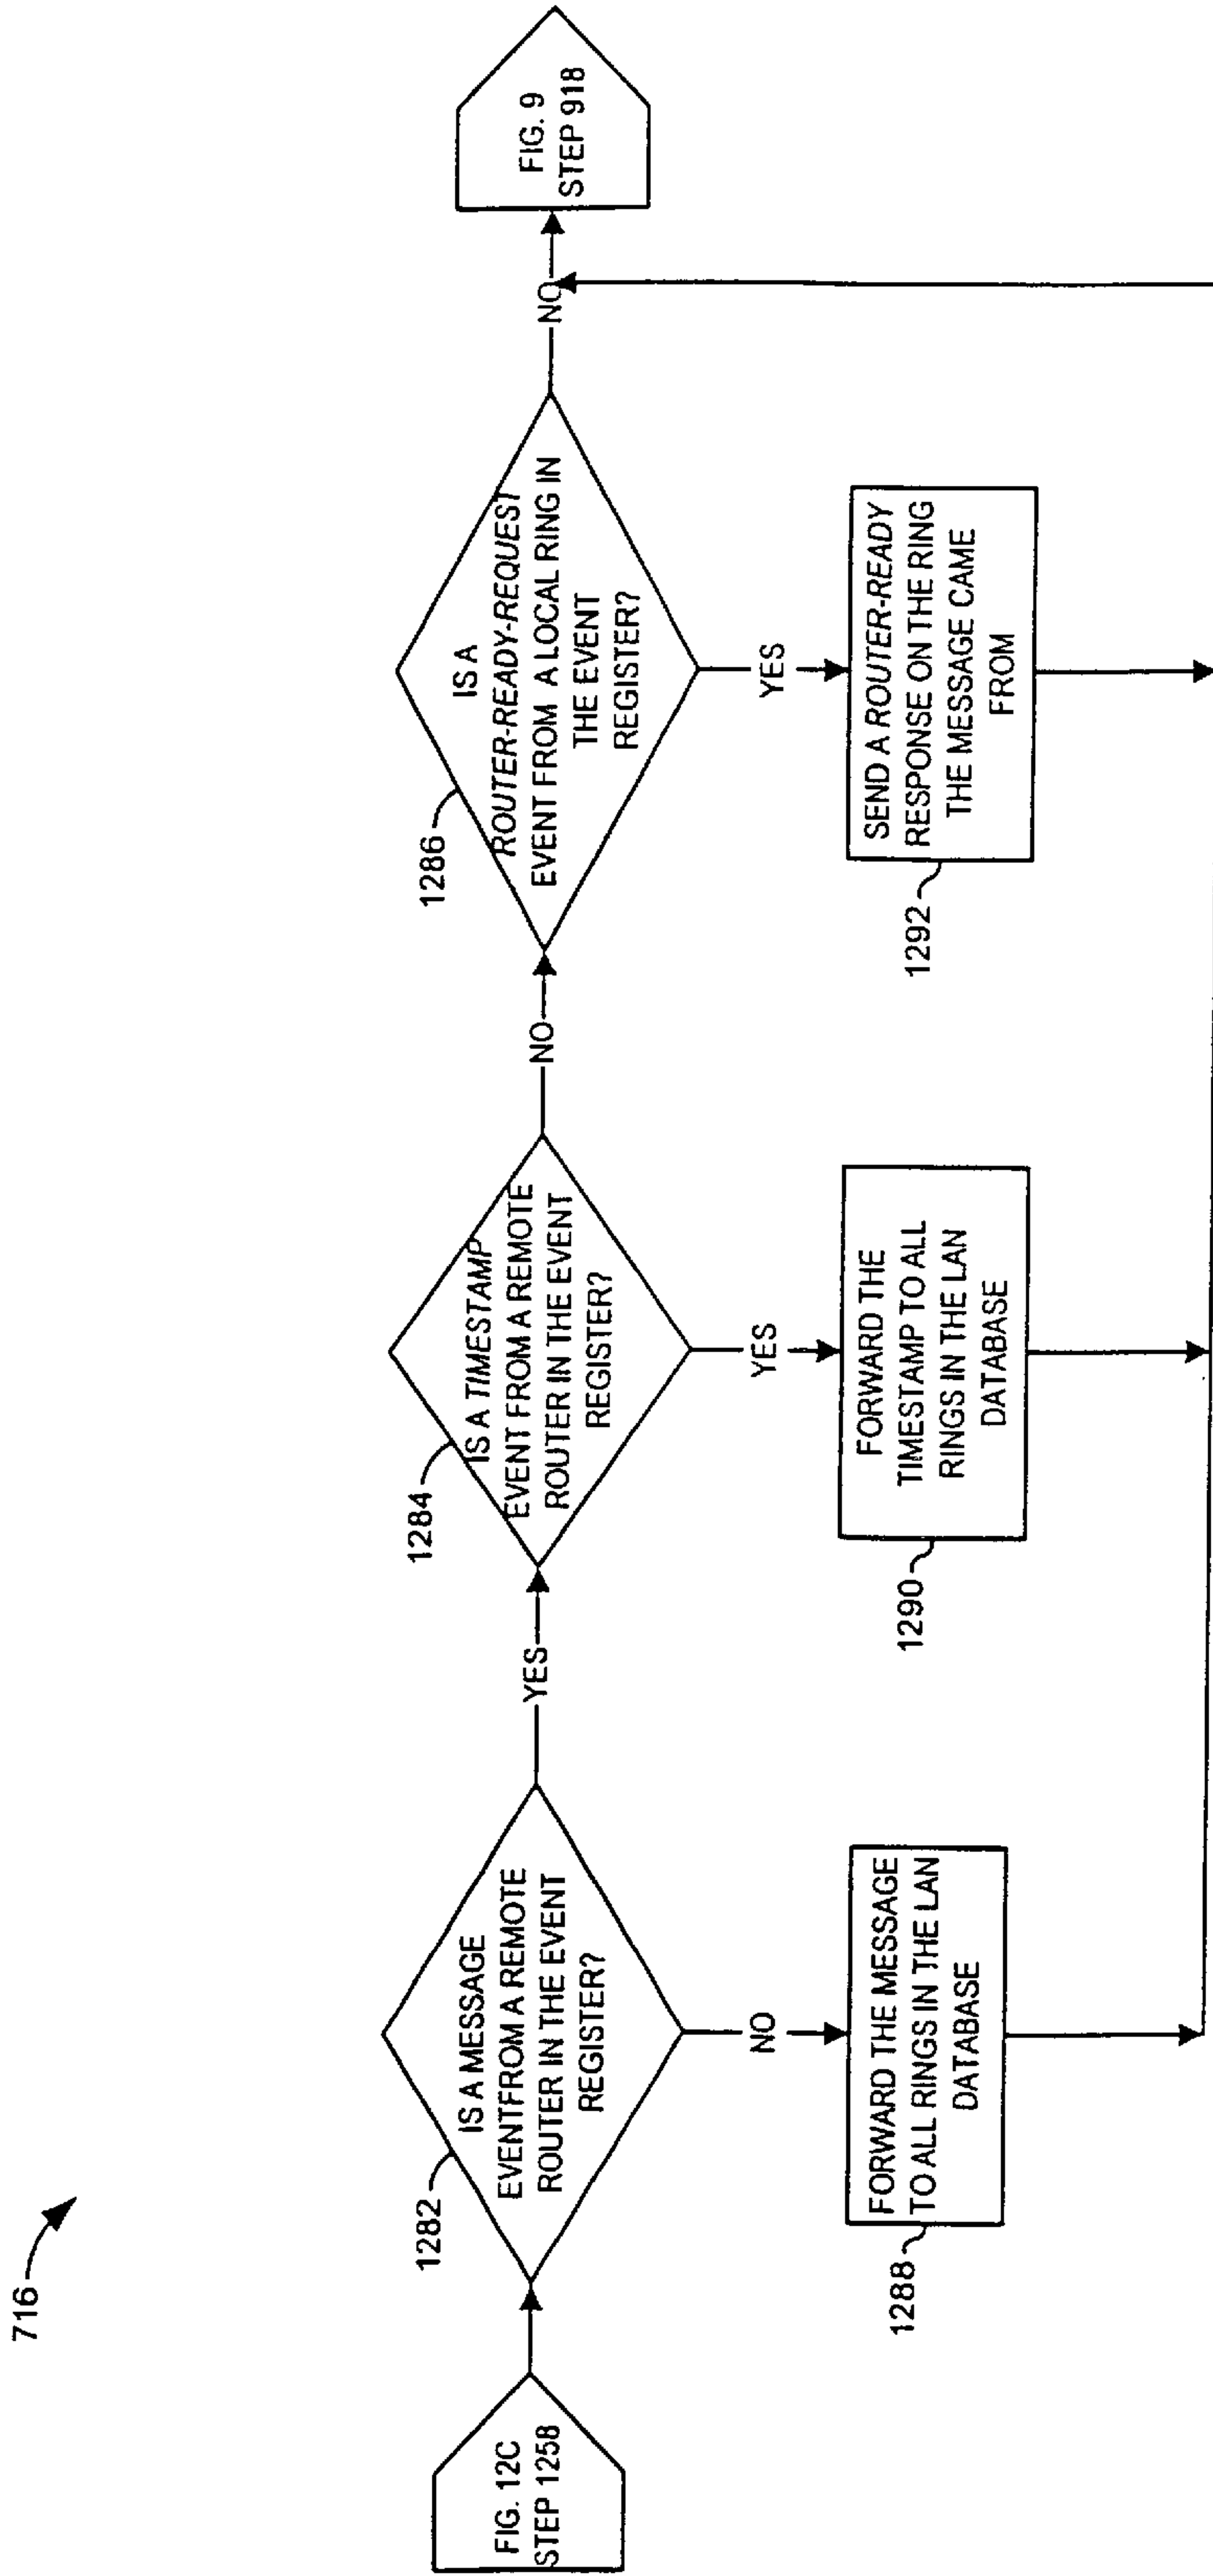 716
FIG. 12C
STEP 1258
1282
IS A MESSAGE
EVENTFROM A REMOTE
ROUTER IN THE EVENT
REGISTER?
YES
NO
1288
FORWARD THE MESSAGE
TO ALL RINGS IN THE LAN
DATABASE
1284
IS A TIMESTAMP
EVENT FROM A REMOTE
ROUTER IN THE EVENT
REGISTER?
NO
YES
1290
FORWARD THE
TIMESTAMP TO ALL
RINGS IN THE LAN
DATABASE
1286
IS A
ROUTER-READY-REQUEST
EVENT FROM A LOCAL RING IN
THE EVENT
REGISTER?
NO
YES
1292
SEND A ROUTER-READY
RESPONSE ON THE RING
THE MESSAGE CAME
FROM
FIG. 9
STEP 918